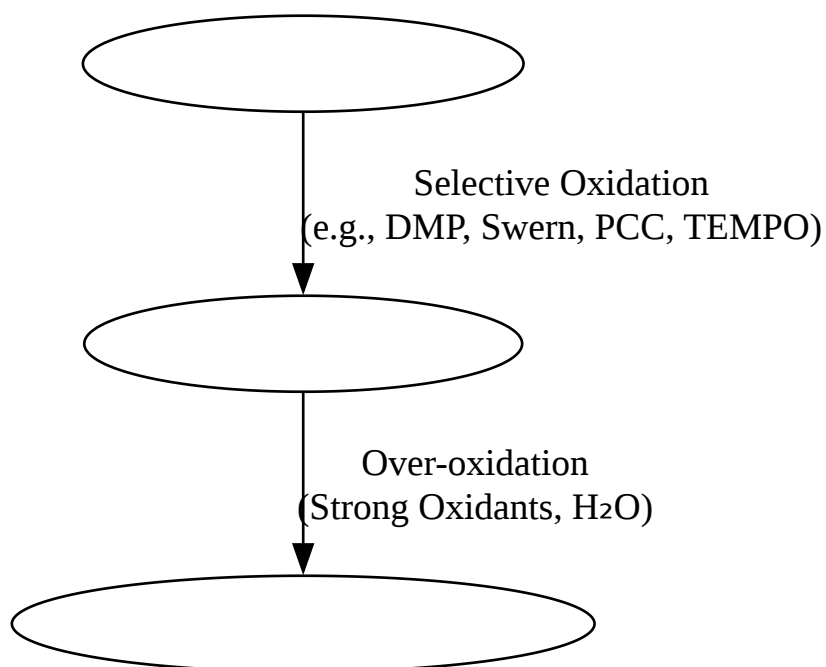 Selective Oxidation
(e.g., DMP, Swern, PCC, TEMPO)
Over-oxidation
(Strong Oxidants, H₂O)